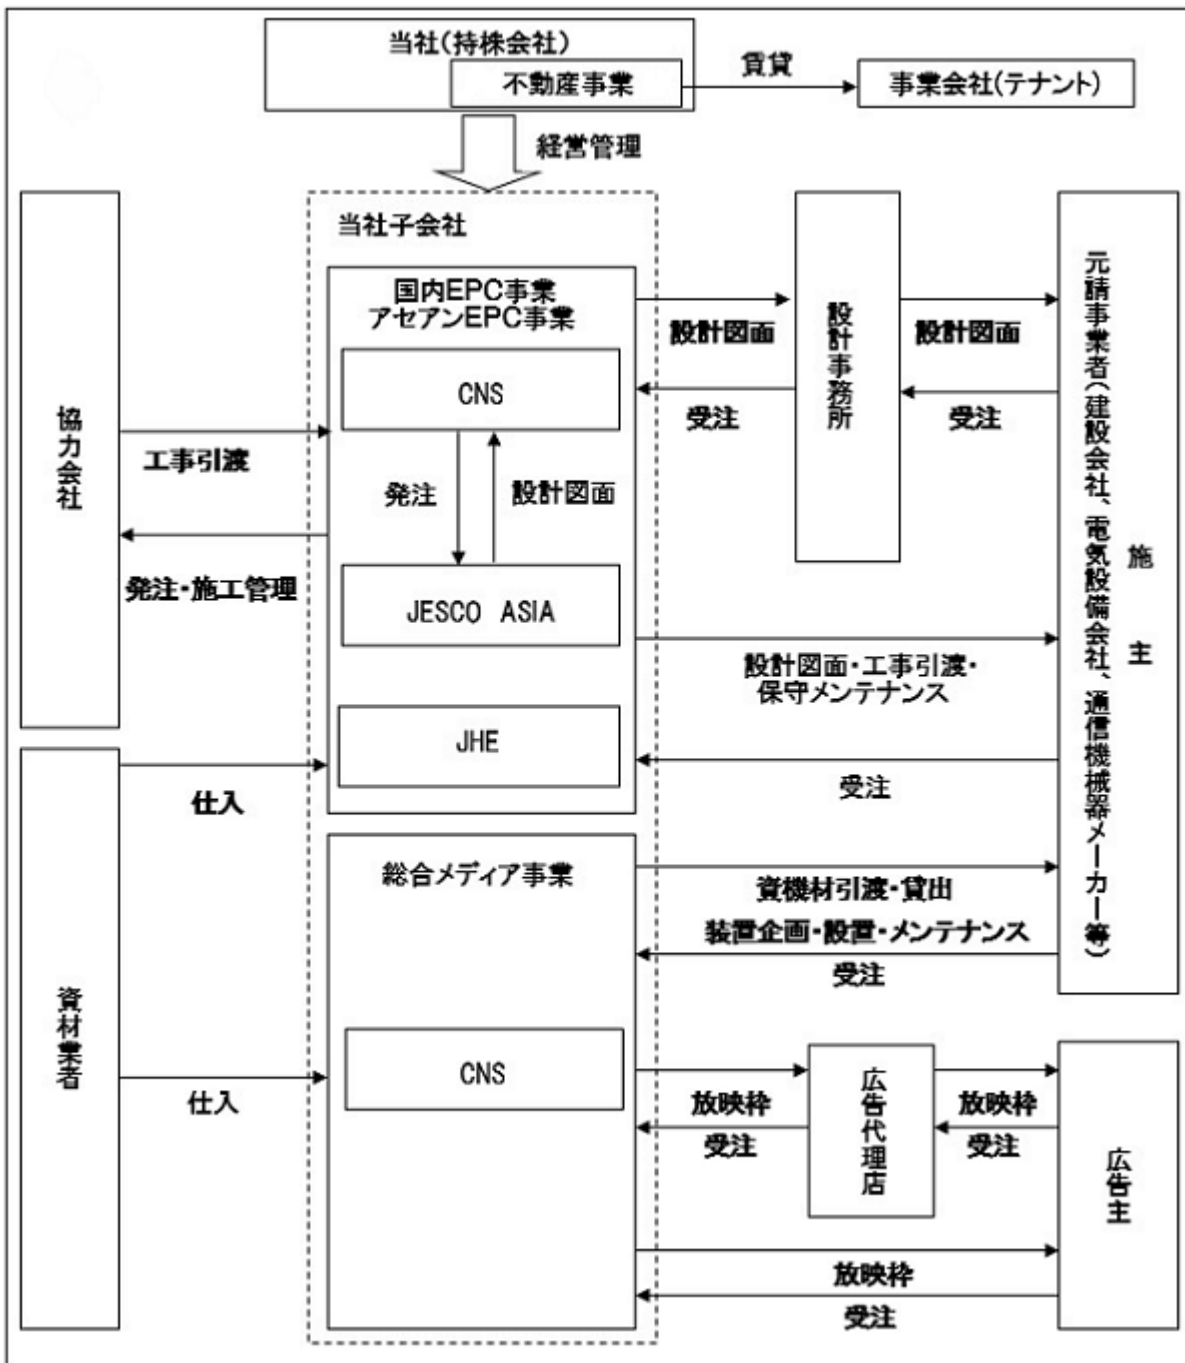 当社(持株会社)
不動産事業
賃貸
事業会社(テナント)
経営管理
当社子会社
国内EPC事業
アセアンEPC事業
CNS
発注
設計図面
JESCO ASIA
JHE
協力会社
工事引渡
発注・施工管理
資材業者
仕入
仕入
設計図面
受注
設計事務所
設計図面
受注
施主
元請事業者(建設会社、電気設備会社、通信機械器メーカー等)
設計図面・工事引渡・
保守メンテナンス
受注
総合メディア事業
CNS
資機材引渡・貸出
装置企画・設置・メンテナンス
受注
放映枠
受注
広告代理店
放映枠
受注
広告主
放映枠
受注